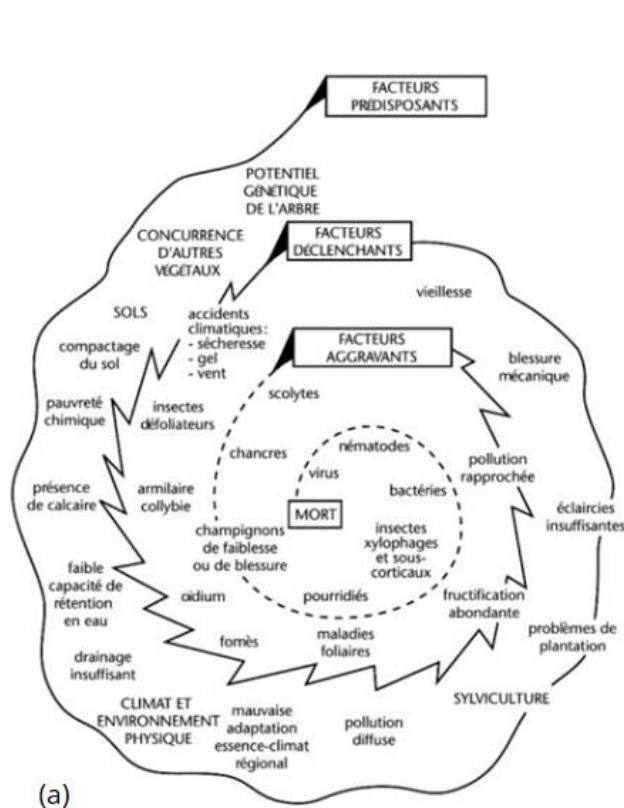 FACTEURS
PRÉDISPOSANTS
POTENTIEL
GÉNÉTIQUE
DE L'ARBRE
CONCURRENCE
D'AUTRES
VÉGÉTAUX
FACTEURS
DÉCLENCHANTS
vieillesse
SOLS
accidents
climatiques:
- sécheresse
- gel
- vent
compactage
du sol
FACTEURS
AGGRAVANTS
blessure
mécanique
scolytes
pauvreté
chimique
insectes
défoliateurs
chancres
nématodes
virus
pollution
rapprochée
présence
de calcaire
armilaire
collybie
bactéries
MORT
éclaircies
insuffisantes
champignons
de faiblesse
ou de blessure
insectes
xylophages
et sous-
corticaux
faible
capacité de
rétention
en eau
oïdium
pourridiés
fructification
abondante
fomès
maladies
foliaires
problèmes de
plantation
drainage
insuffisant
SYLVICULTURE
CLIMAT ET
ENVIRONNEMENT
PHYSIQUE
mauvaise
adaptation
essence-climat
régional
pollution
diffuse
(a)